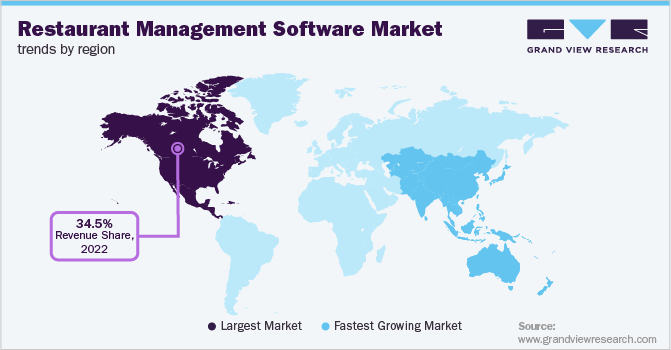 Restaurant Management Software Market
trends by region
GRAND VIEW RESEARCH
34.5%
Revenue Share,
2022
Largest Market
Fastest Growing Market
Source:
www.grandviewresearch.com